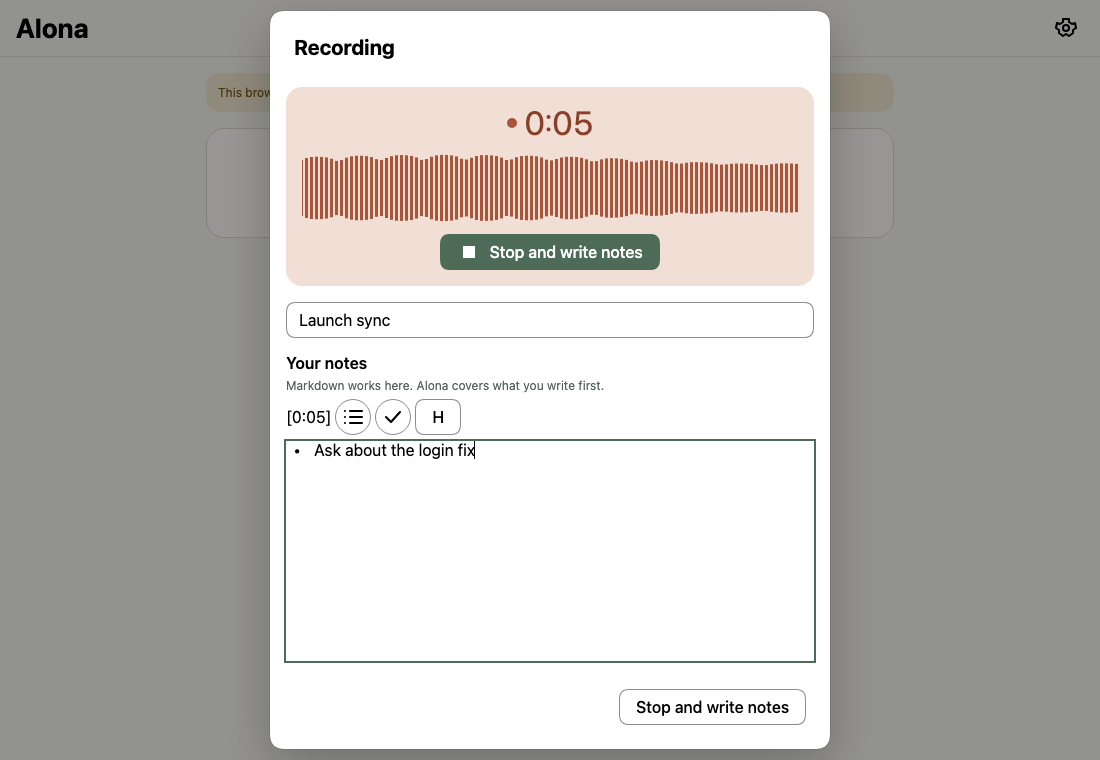 Alona
Recording
This brow
0:05
Stop and write notes
Launch sync
Your notes
Markdown works here. Alona covers what you write first.
[0:05] H
• Ask about the login fix
Stop and write notes